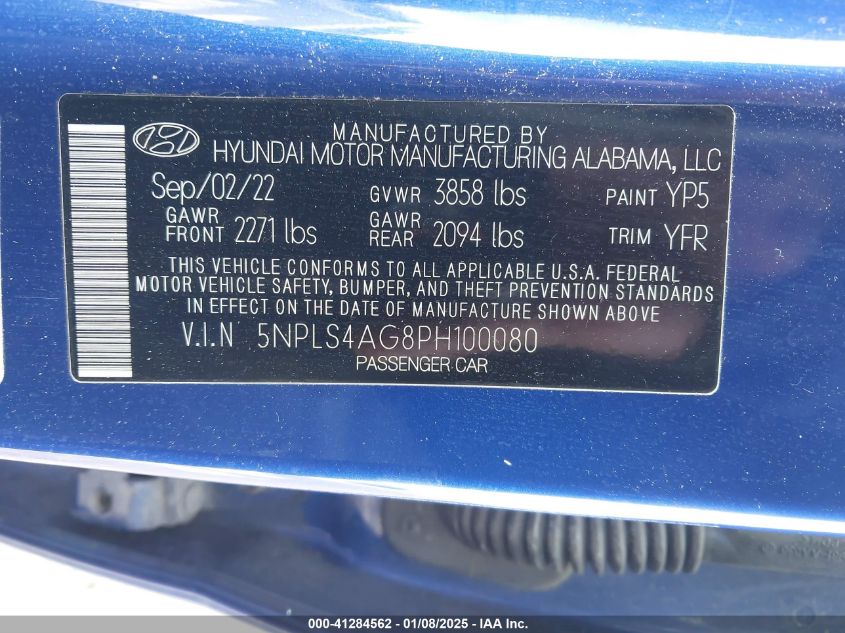 MANUFACTURED BY
HYUNDAI MOTOR MANUFACTURING ALABAMA, LLC
Sep/02/22 GVWR 3858 lbs PAINT YP5
GAWR FRONT 2271 lbs GAWR REAR 2094 lbs TRIM YFR
THIS VEHICLE CONFORMS TO ALL APPLICABLE U.S.A. FEDERAL
MOTOR VEHICLE SAFETY, BUMPER, AND THEFT PREVENTION STANDARDS
IN EFFECT ON THE DATE OF MANUFACTURE SHOWN ABOVE
V.I.N 5NPLS4AG8PH100080
PASSENGER CAR
000-41284562 - 01/08/2025 - IAA Inc.